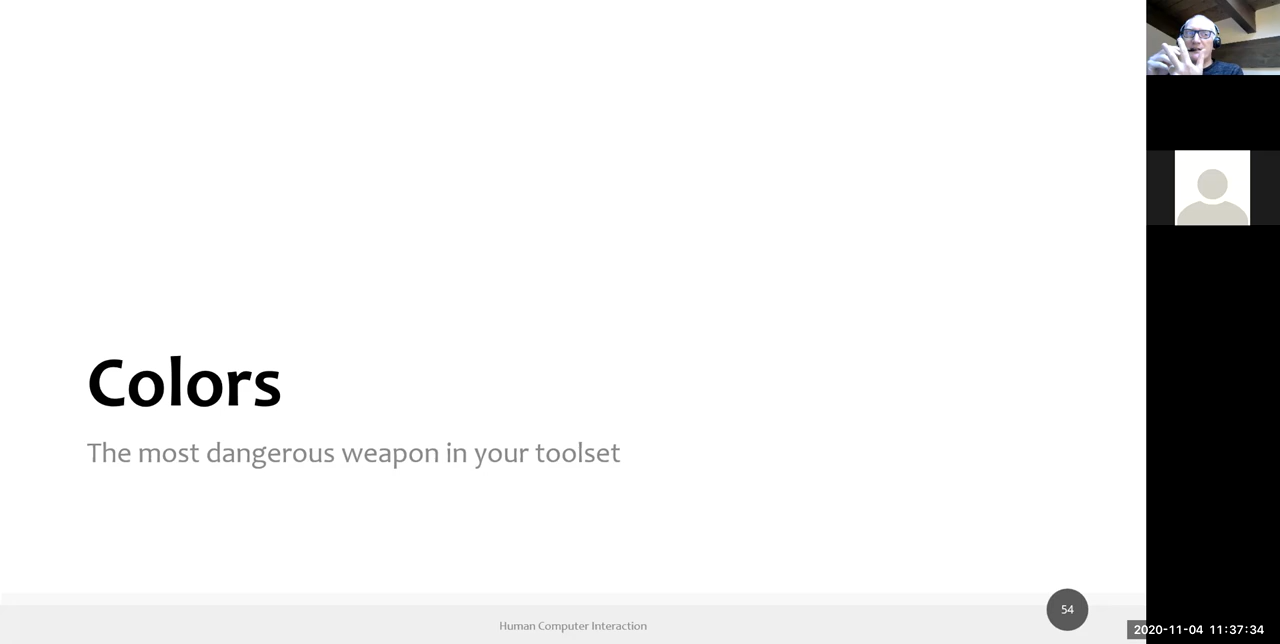 Colors
The most dangerous weapon in your toolset
Human Computer Interaction
54
2020-11-04 11:37:34